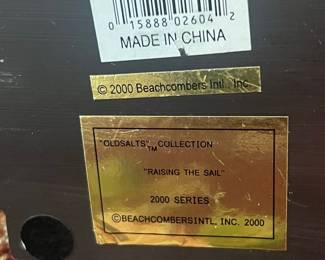 0 15888 02604 2
MADE IN CHINA
© 2000 Beachcombers Intl., Inc
"OLDSALTS"™ COLLECTION
"RAISING THE SAIL"
2000 SERIES
©BEACHCOMBERSINTL, INC. 2000